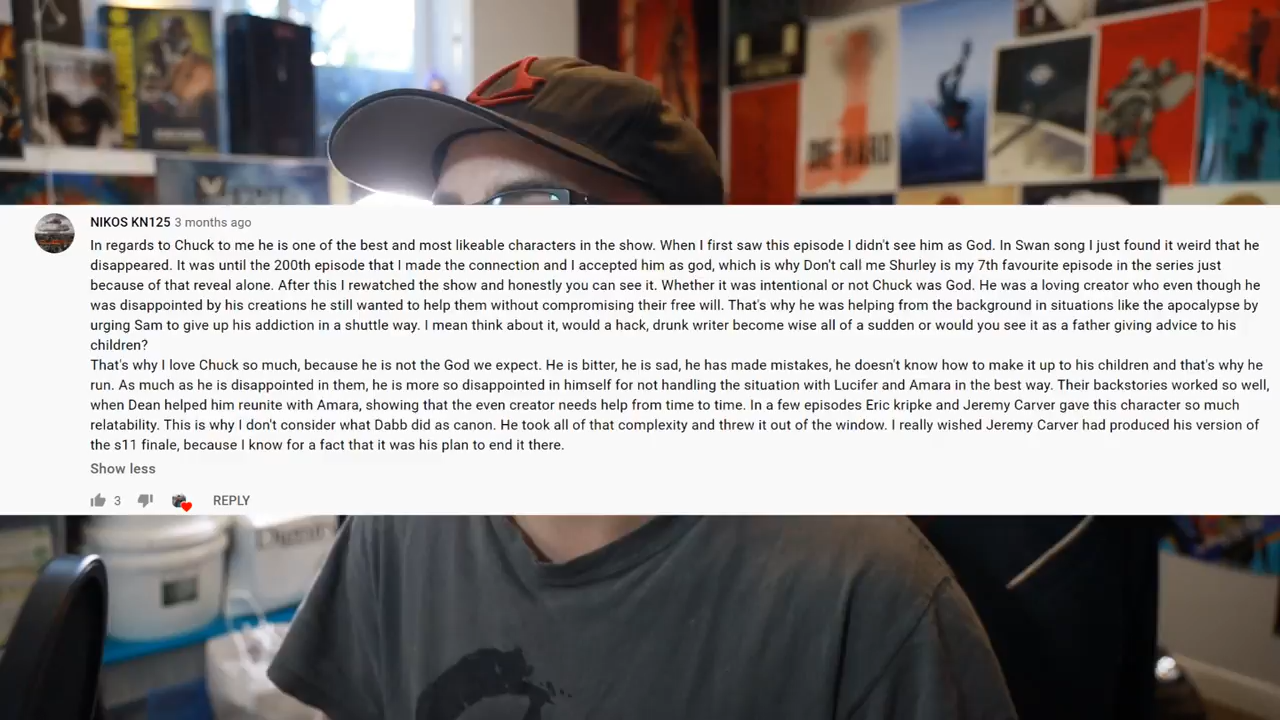 DIE HARD
NIKOS KN125 3 months ago
In regards to Chuck to me he is one of the best and most likeable characters in the show. When I first saw this episode I didn't see him as God. In Swan song I just found it weird that he
disappeared. It was until the 200th episode that I made the connection and I accepted him as god, which is why Don't call me Shurley is my 7th favourite episode in the series just
because of that reveal alone. After this I rewatched the show and honestly you can see it. Whether it was intentional or not Chuck was God. He was a loving creator who even though he
was disappointed by his creations he still wanted to help them without compromising their free will. That's why he was helping from the background in situations like the apocalypse by
urging Sam to give up his addiction in a shuttle way. I mean think about it, would a hack, drunk writer become wise all of a sudden or would you see it as a father giving advice to his
children?
That's why I love Chuck so much, because he is not the God we expect. He is bitter, he is sad, he has made mistakes, he doesn't know how to make it up to his children and that's why he
run. As much as he is disappointed in them, he is more so disappointed in himself for not handling the situation with Lucifer and Amara in the best way. Their backstories worked so well,
when Dean helped him reunite with Amara, showing that the even creator needs help from time to time. In a few episodes Eric kripke and Jeremy Carver gave this character so much
relatability. This is why I don't consider what Dabb did as canon. He took all of that complexity and threw it out of the window. I really wished Jeremy Carver had produced his version of
the s11 finale, because I know for a fact that it was his plan to end it there.
Show less
3 REPLY